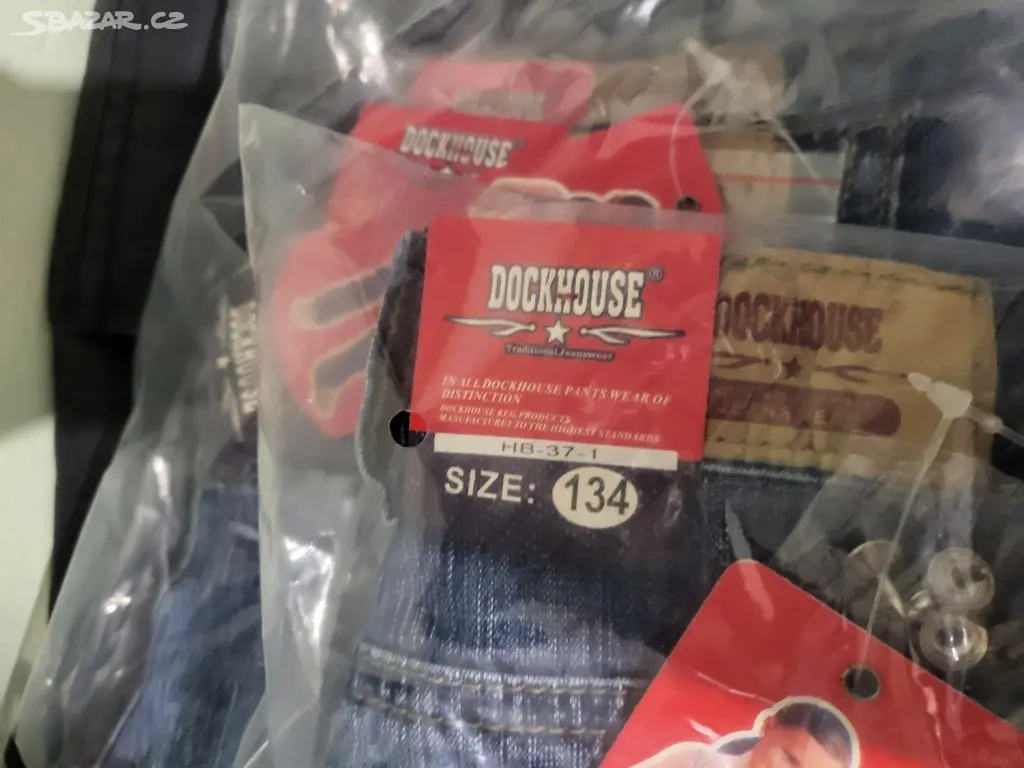 SBAZAR.CZ
DOCKHOUSE
DOCKHOUSE®
Traditional Jeanswear
IN ALL DOCKHOUSE PANTS WEAR OF
DISTINCTION
DOCKHOUSE REG. PRODUCTS
MANUFACTURET TO THE HIGHEST STANDARDS
HB-37-1
SIZE: 134
DOCKHOUSE